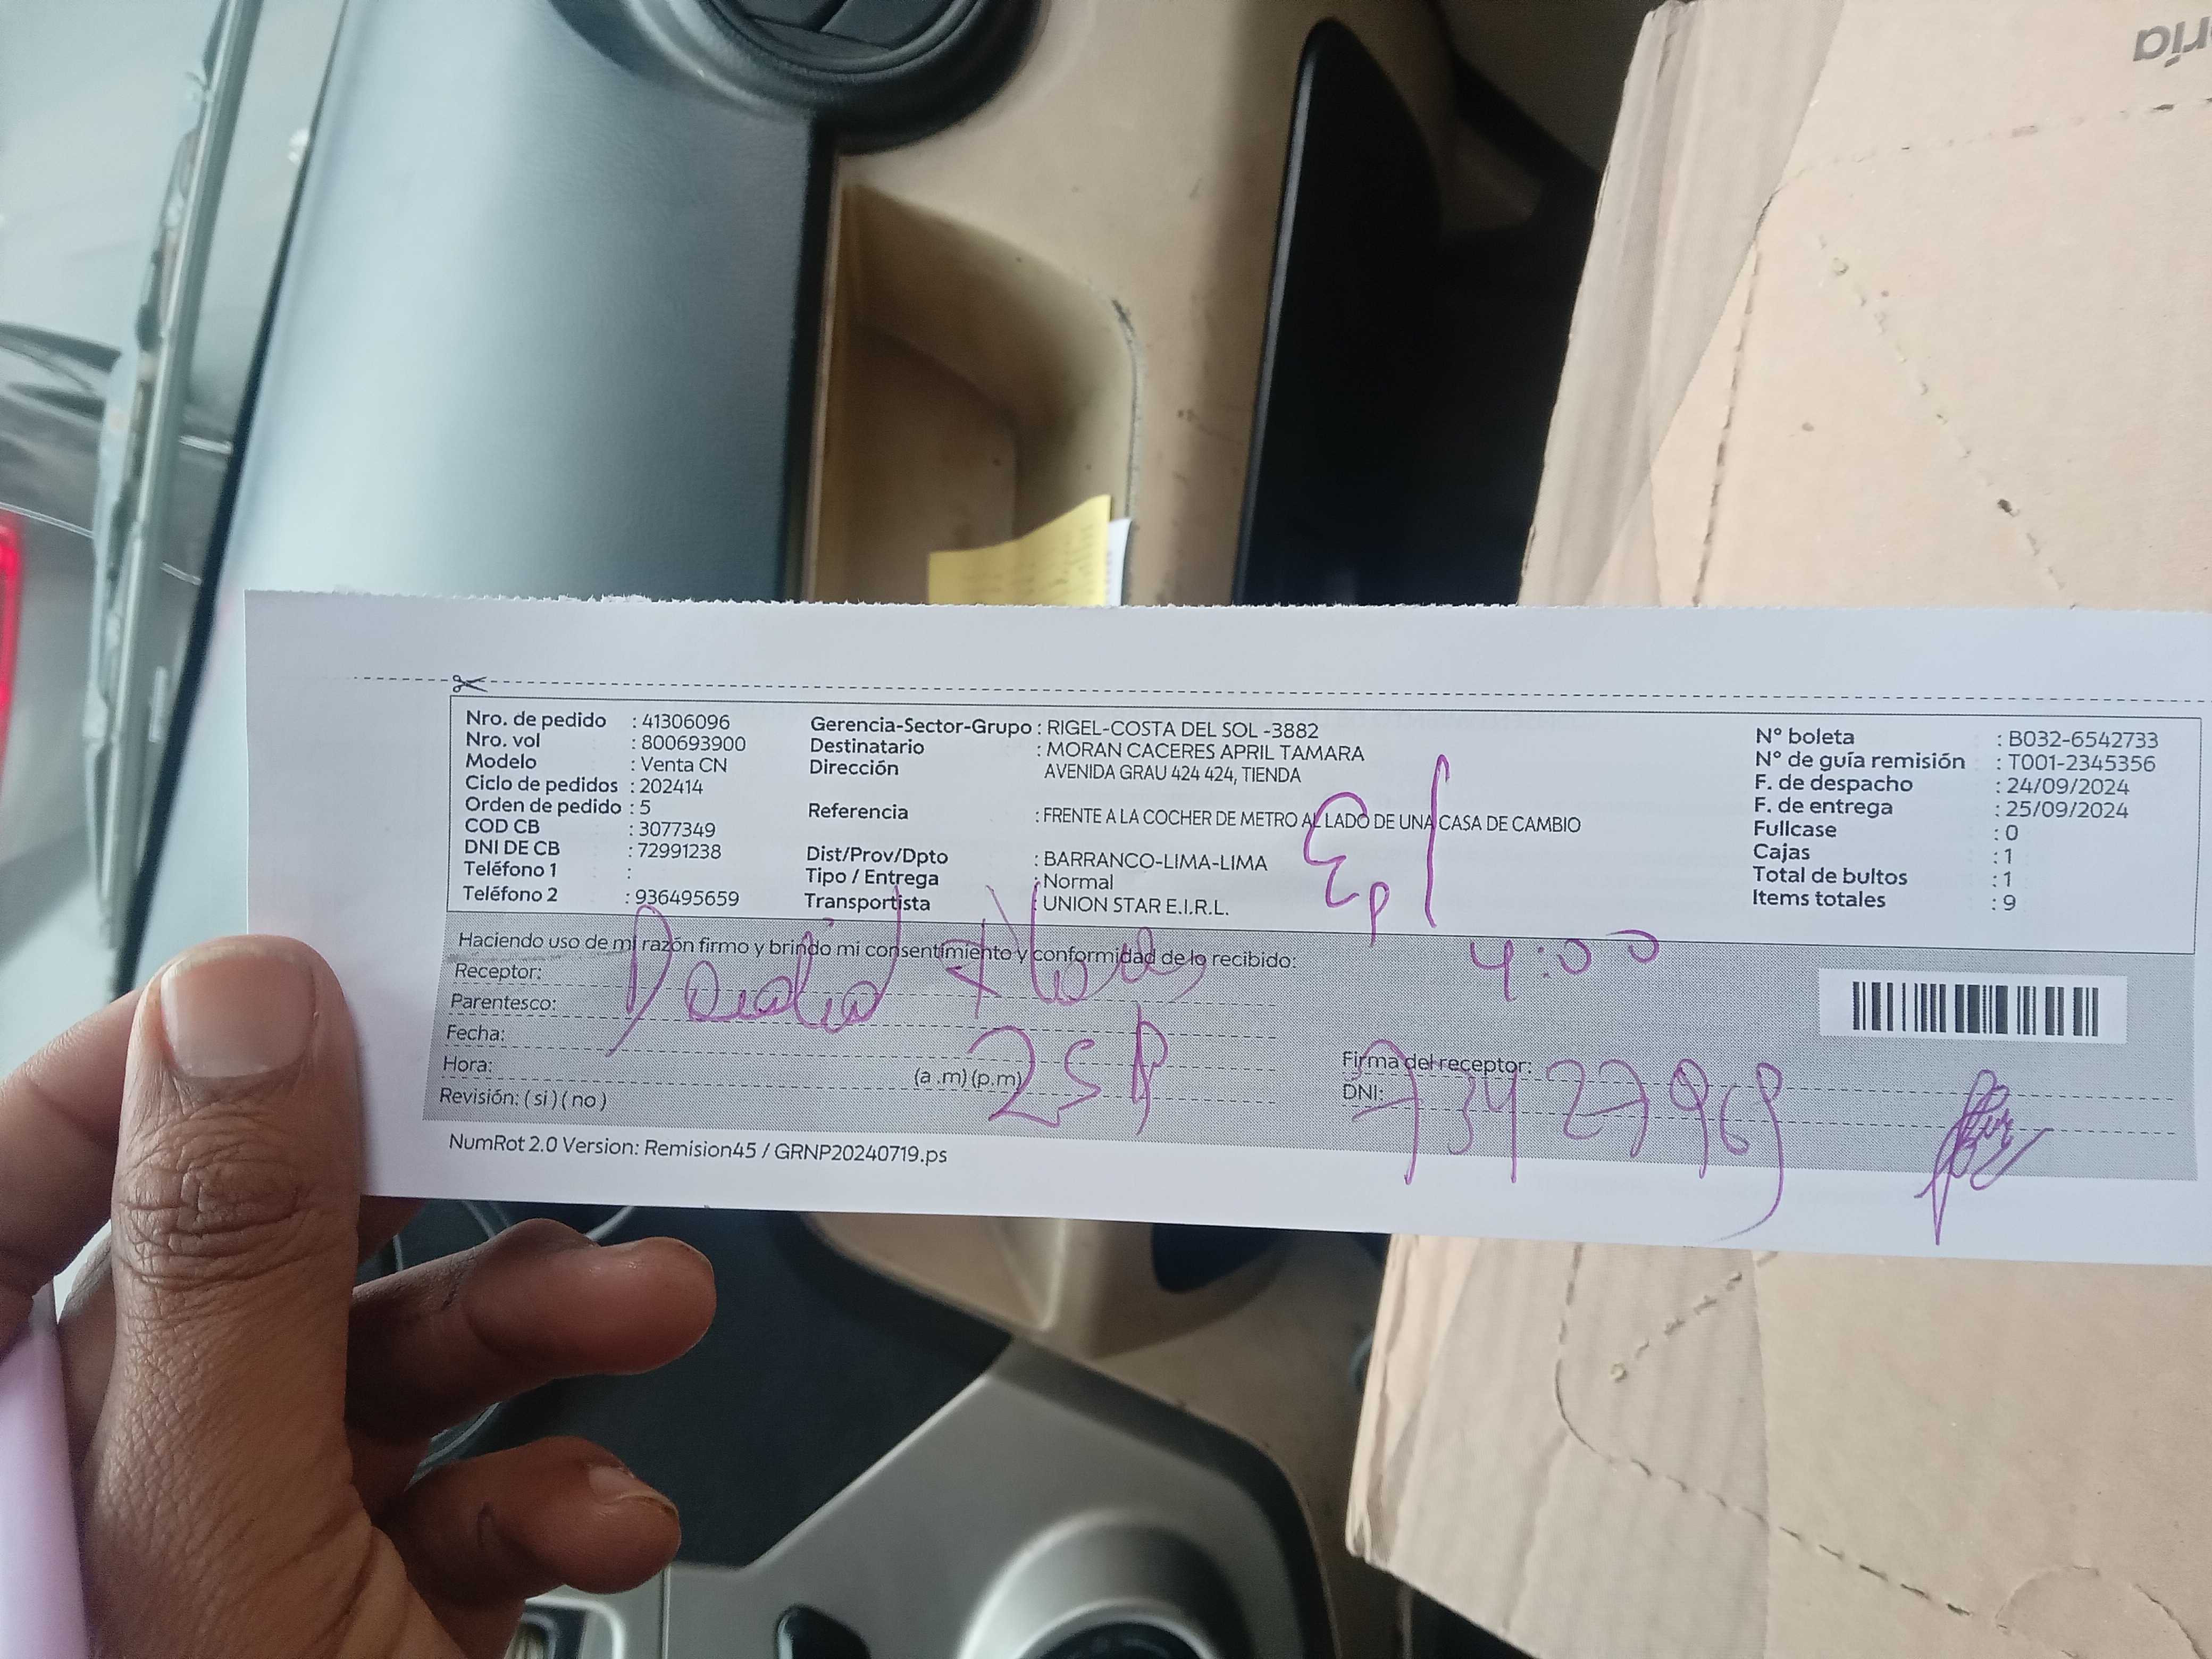 ría
Nro. de pedido : 41306096
Nro. vol : 800693900
Modelo : Venta CN
Ciclo de pedidos : 202414
Orden de pedido : 5
COD CB : 3077349
DNI DE CB : 72991238
Teléfono 1 :
Teléfono 2 : 936495659
Gerencia-Sector-Grupo : RIGEL-COSTA DEL SOL -3882
Destinatario : MORAN CACERES APRIL TAMARA
Dirección AVENIDA GRAU 424 424, TIENDA
Referencia : FRENTE A LA COCHER DE METRO AL LADO DE UNA CASA DE CAMBIO
Dist/Prov/Dpto : BARRANCO-LIMA-LIMA
Tipo / Entrega : Normal
Transportista : UNION STAR E.I.R.L.
N° boleta : B032-6542733
N° de guía remisión : T001-2345356
F. de despacho : 24/09/2024
F. de entrega : 25/09/2024
Fullcase : 0
Cajas : 1
Total de bultos : 1
Items totales : 9
Haciendo uso de mi razón firmo y brindo mi consentimiento y conformidad de lo recibido:
4:00
Receptor:
Parentesco:
Fecha:
Hora: (a .m) (p.m)
Revisión: ( si ) ( no )
Firma del receptor:
DNI: 73427969
NumRot 2.0 Version: Remision45 / GRNP20240719.ps